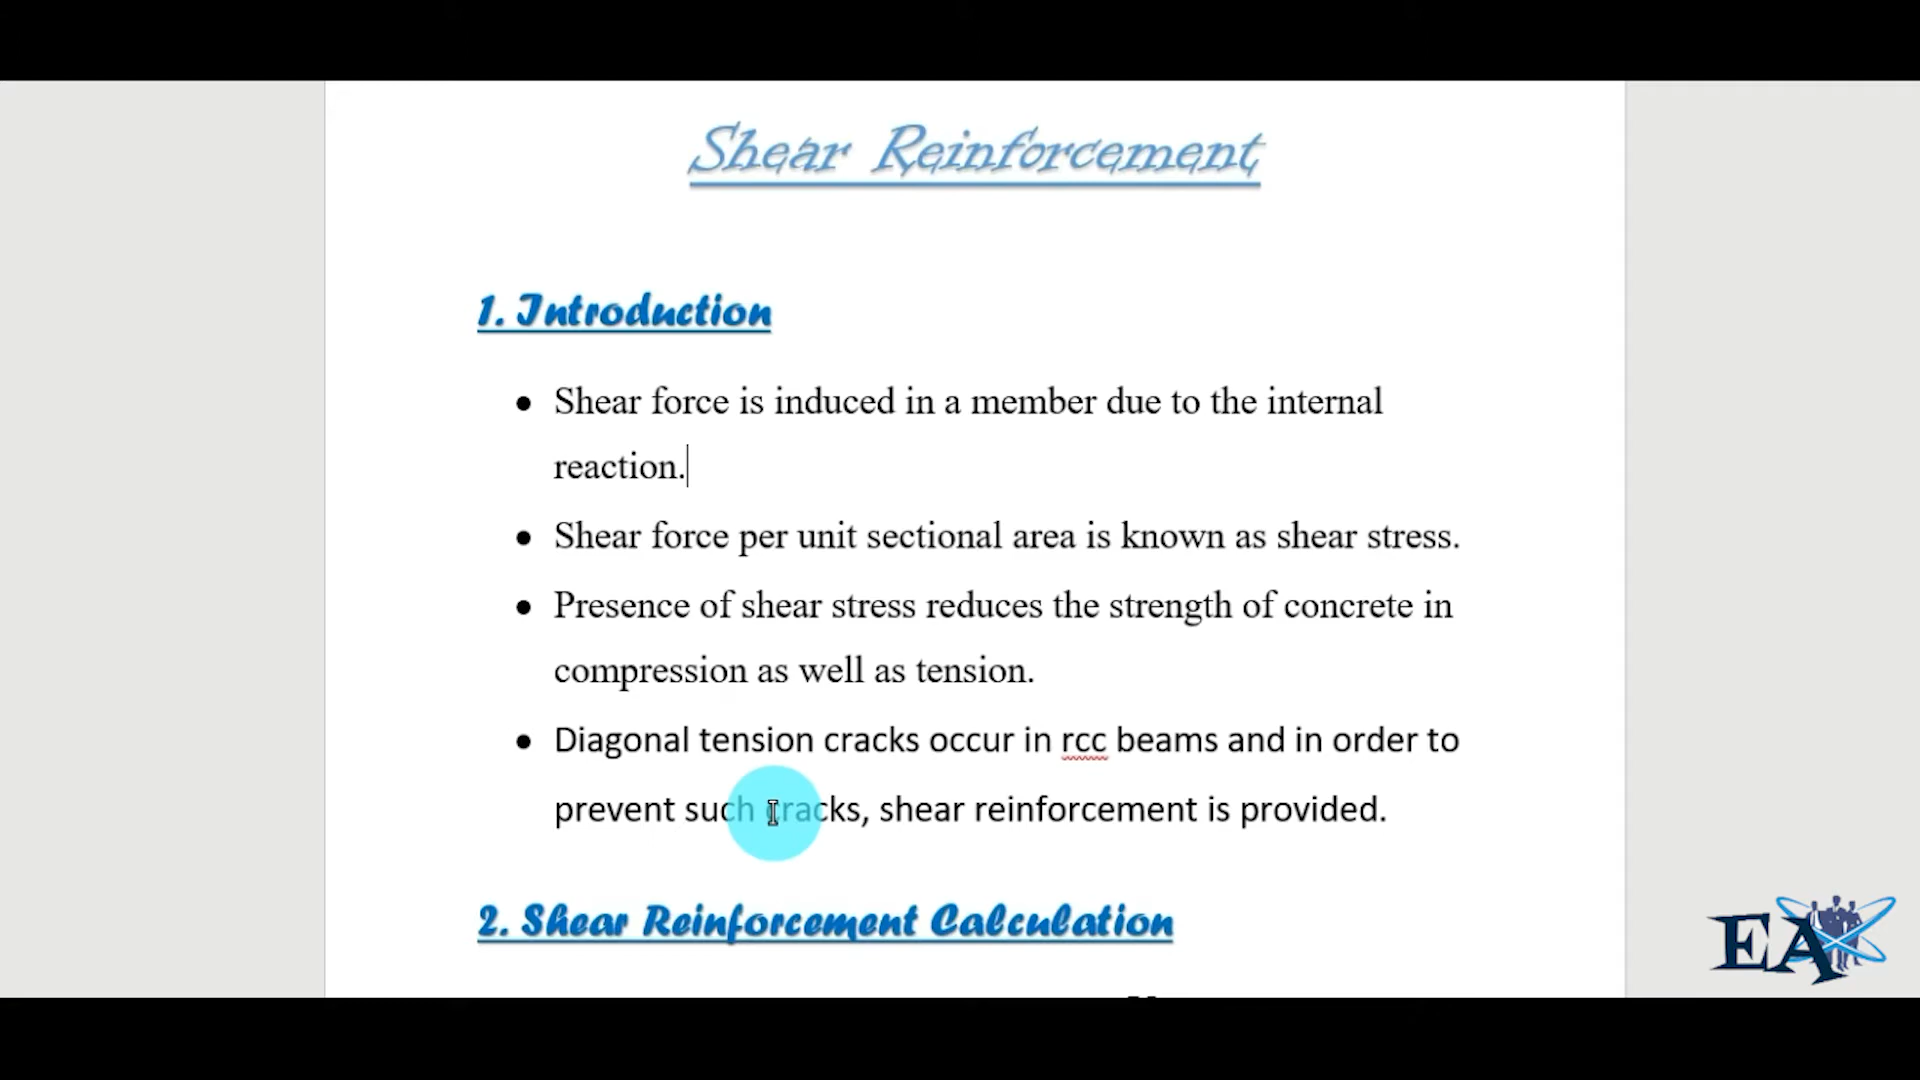 Shear Reinforcement
1. Introduction
• Shear force is induced in a member due to the internal
reaction.
• Shear force per unit sectional area is known as shear stress.
• Presence of shear stress reduces the strength of concrete in
compression as well as tension.
• Diagonal tension cracks occur in rcc beams and in order to
prevent such cracks, shear reinforcement is provided.
2. Shear Reinforcement Calculation
EA